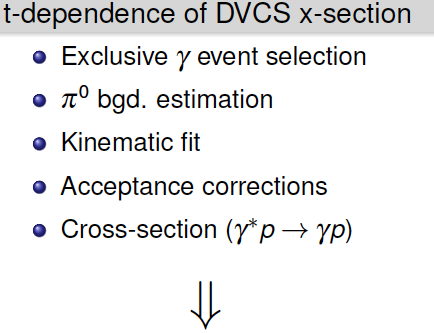 t-dependence of DVCS x-section
Exclusive γ event selection
π⁰ bgd. estimation
Kinematic fit
Acceptance corrections
Cross-section (γ*p → γp)
⇓